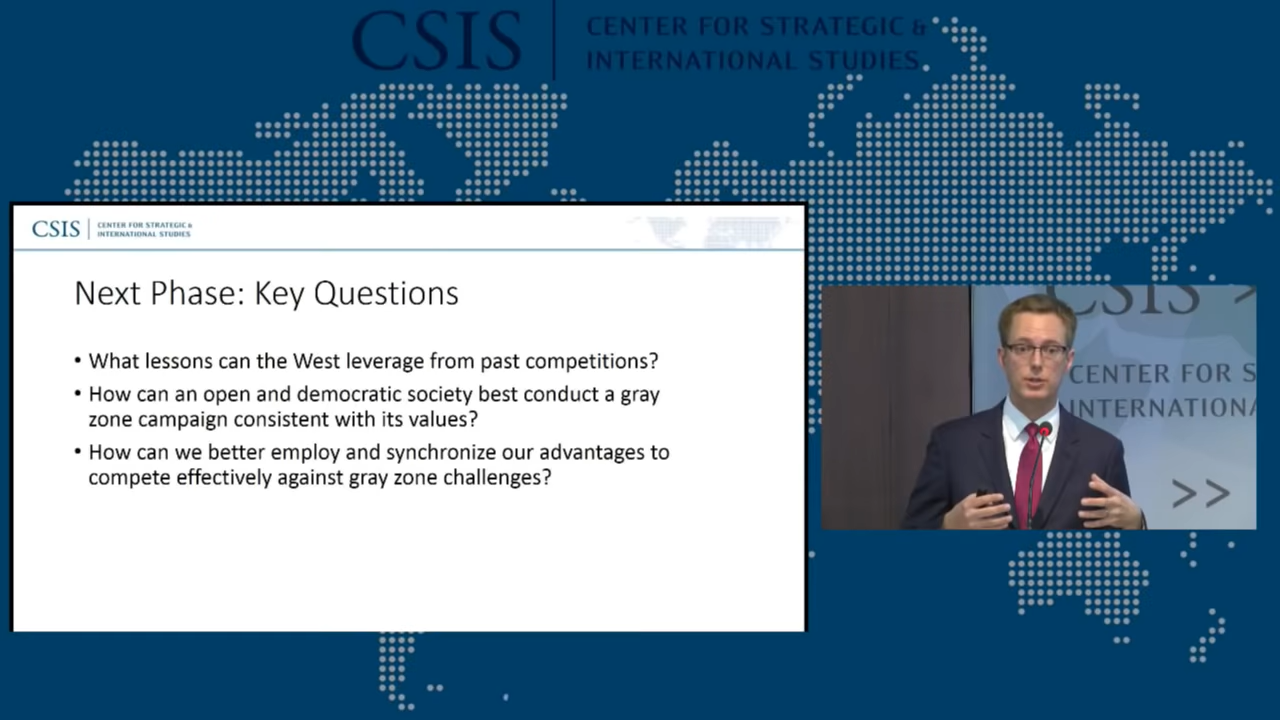 CSIS
CENTER FOR STRATEGIC &
INTERNATIONAL STUDIES
CSIS
CENTER FOR STRATEGIC &
INTERNATIONAL STUDIES
Next Phase: Key Questions
• What lessons can the West leverage from past competitions?
• How can an open and democratic society best conduct a gray
zone campaign consistent with its values?
• How can we better employ and synchronize our advantages to
compete effectively against gray zone challenges?
CSIS >
CENTER FOR S
INTERNATIONA
>>